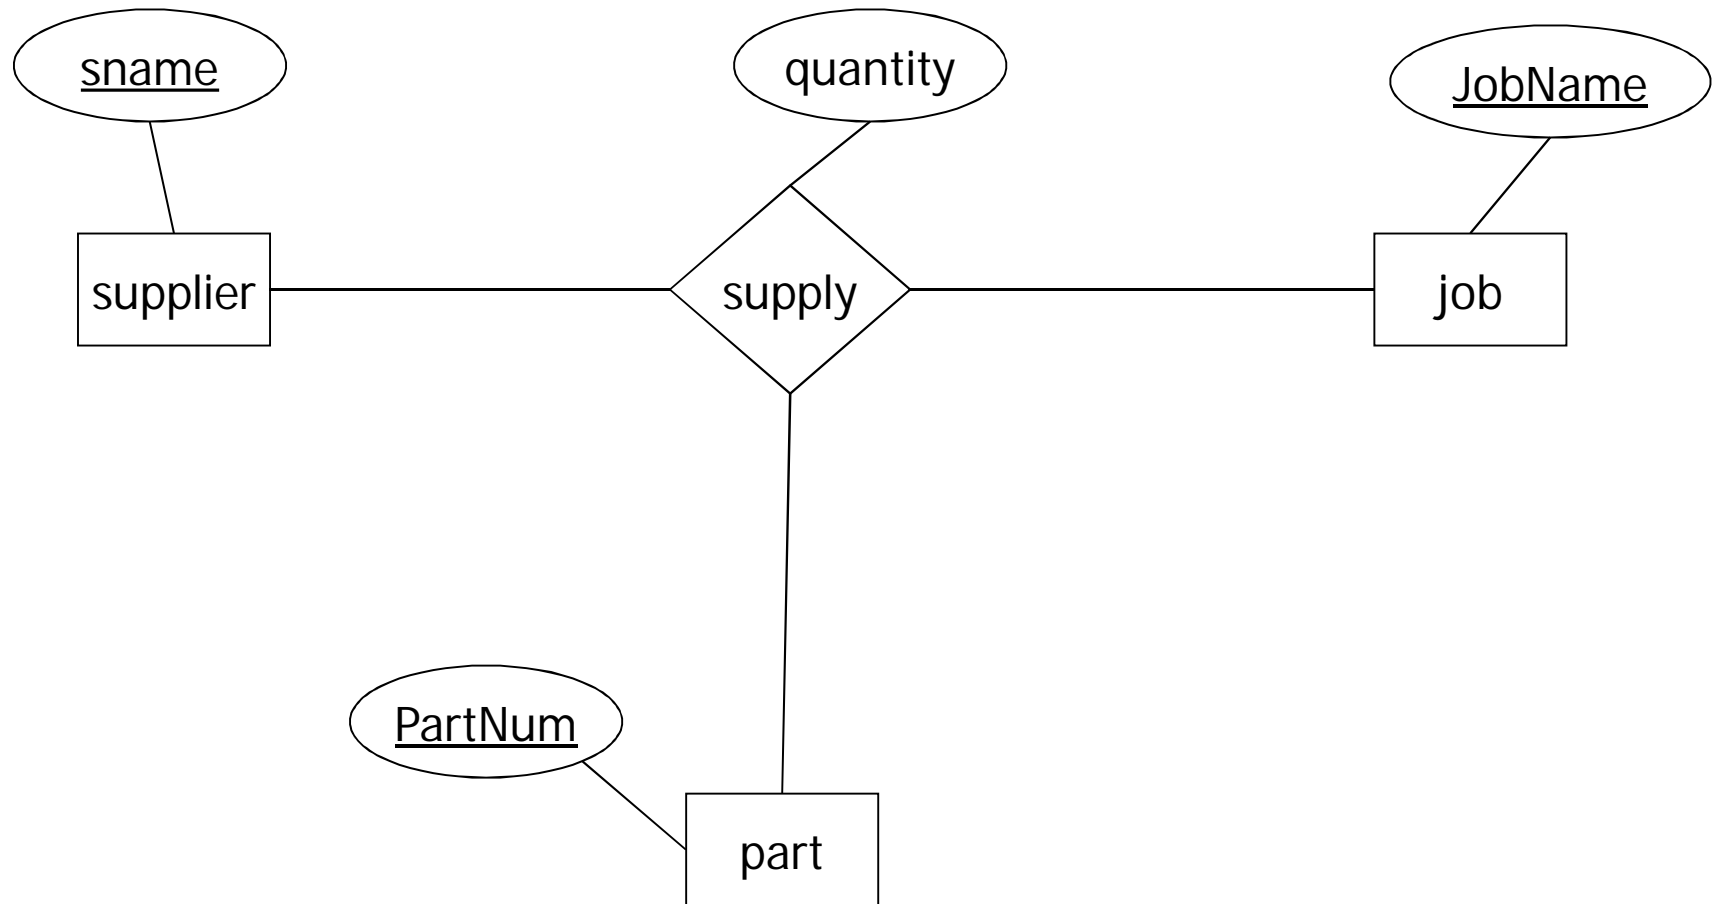 sname
quantity
JobName
supplier
supply
job
PartNum
part